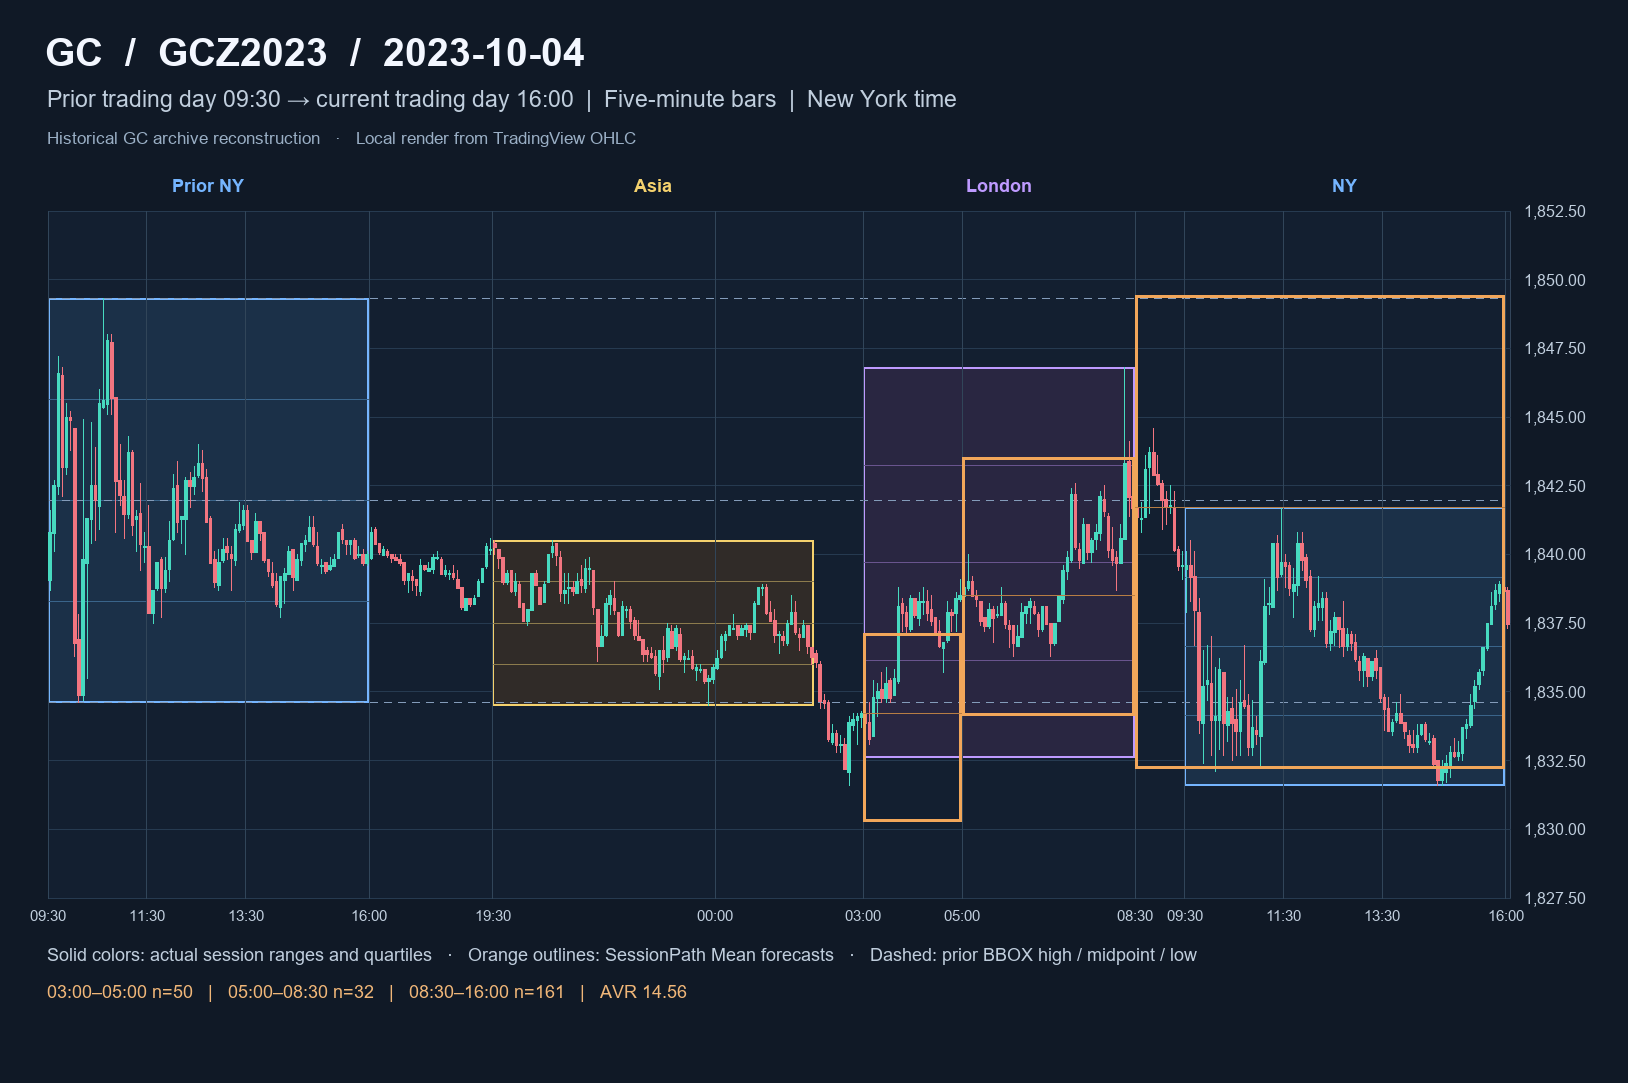 GC / GCZ2023 / 2023-10-04
Prior trading day 09:30 → current trading day 16:00 | Five-minute bars | New York time
Historical GC archive reconstruction · Local render from TradingView OHLC
Prior NY Asia London NY
1,852.50
1,850.00
1,847.50
1,845.00
1,842.50
1,840.00
1,837.50
1,835.00
1,832.50
1,830.00
1,827.50
09:30 11:30 13:30 16:00 19:30 00:00 03:00 05:00 08:30 09:30 11:30 13:30 16:00
Solid colors: actual session ranges and quartiles · Orange outlines: SessionPath Mean forecasts · Dashed: prior BBOX high / midpoint / low
03:00–05:00 n=50 | 05:00–08:30 n=32 | 08:30–16:00 n=161 | AVR 14.56